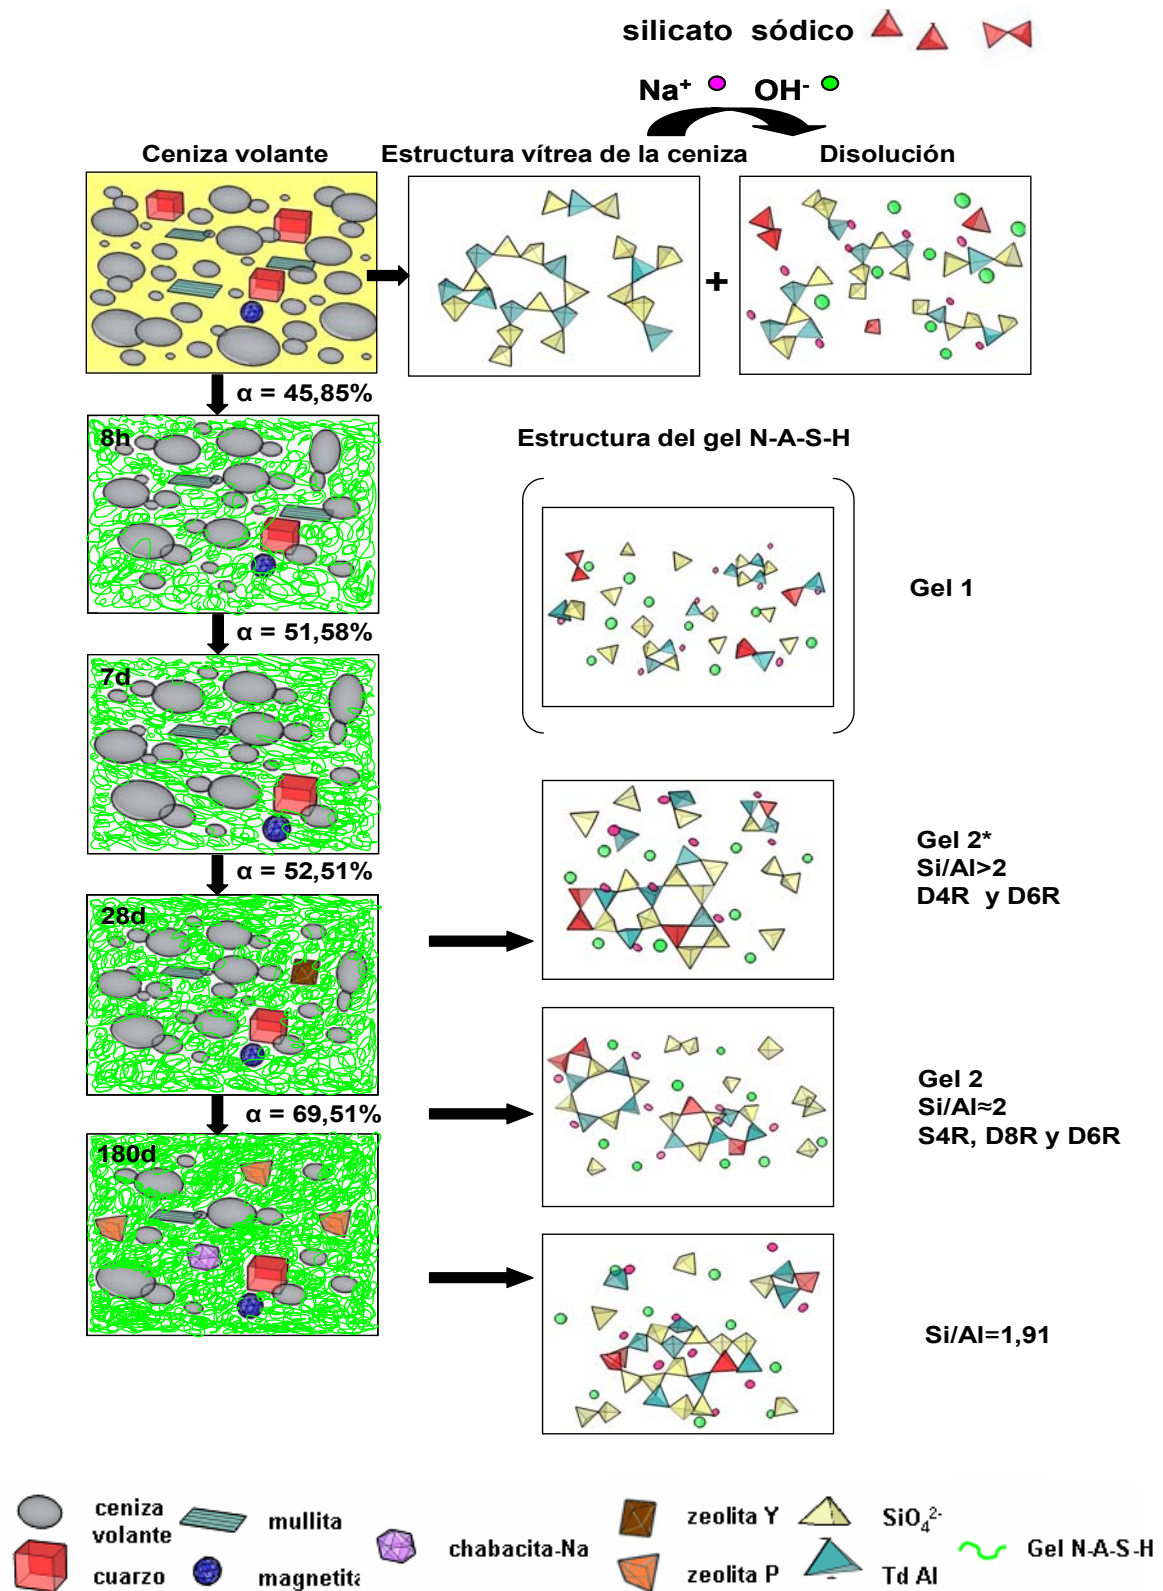 silicato sódico
Na⁺ OH⁻
Ceniza volante
Estructura vítrea de la ceniza
Disolución
+
α = 45,85%
8h
Estructura del gel N-A-S-H
Gel 1
α = 51,58%
7d
α = 52,51%
Gel 2*
Si/Al>2
D4R y D6R
28d
α = 69,51%
Gel 2
Si/Al≈2
S4R, D8R y D6R
180d
Si/Al=1,91
ceniza volante
mullita
chabacita-Na
zeolita Y
SiO₄²⁻
Gel N-A-S-H
cuarzo
magnetita
zeolita P
Td Al